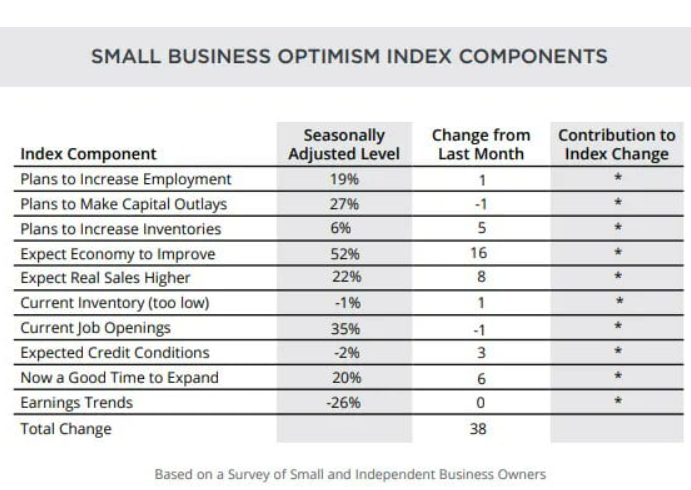 SMALL BUSINESS OPTIMISM INDEX COMPONENTS
Seasonally Change from Contribution to
Index Component Adjusted Level Last Month Index Change
Plans to Increase Employment 19% 1 *
Plans to Make Capital Outlays 27% -1 *
Plans to Increase Inventories 6% 5 *
Expect Economy to Improve 52% 16 *
Expect Real Sales Higher 22% 8 *
Current Inventory (too low) -1% 1 *
Current Job Openings 35% -1 *
Expected Credit Conditions -2% 3 *
Now a Good Time to Expand 20% 6 *
Earnings Trends -26% 0 *
Total Change 38
Based on a Survey of Small and Independent Business Owners